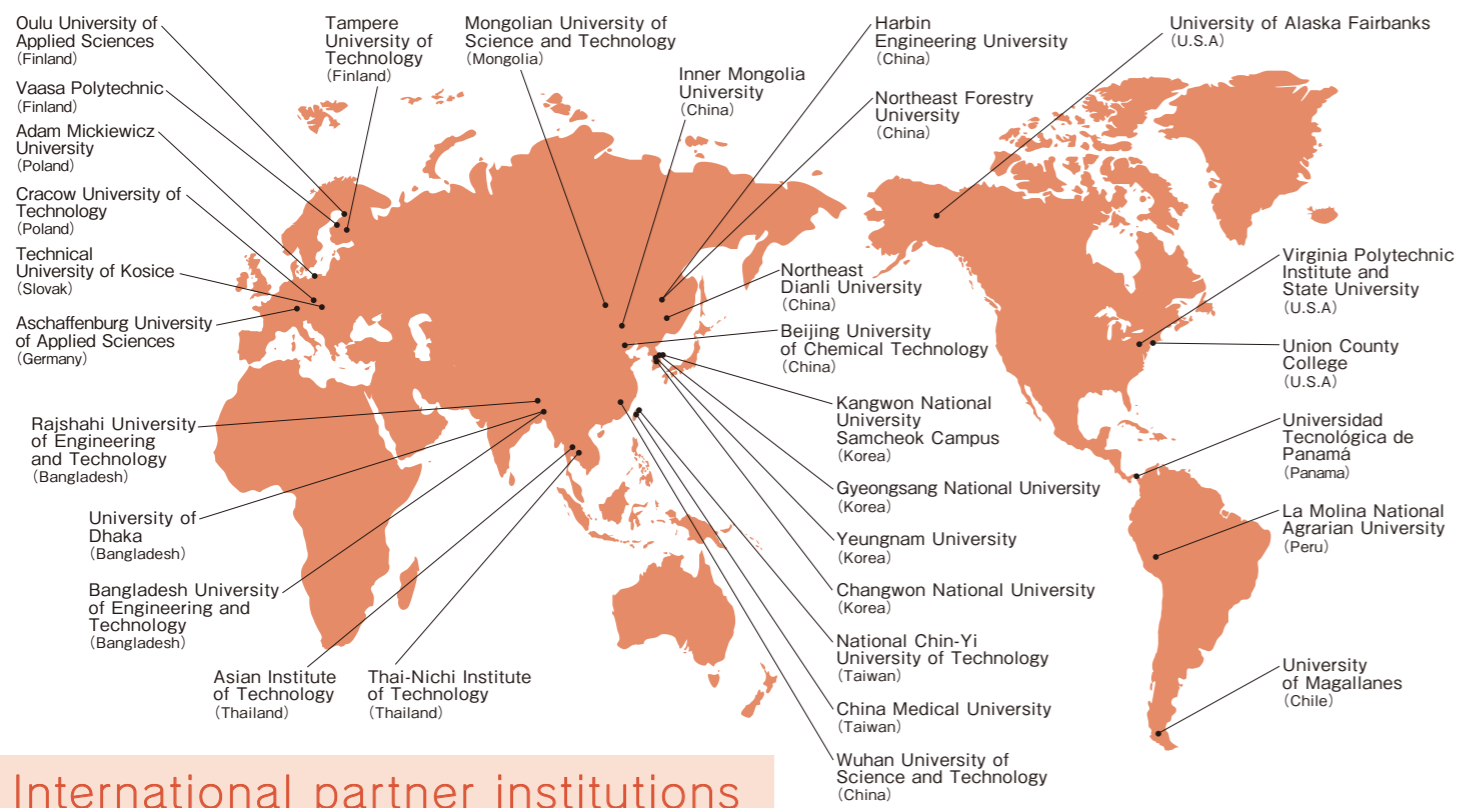 Oulu University of
Applied Sciences
(Finland)
Vaasa Polytechnic
(Finland)
Adam Mickiewicz
University
(Poland)
Cracow University of
Technology
(Poland)
Technical
University of Kosice
(Slovak)
Aschaffenburg University
of Applied Sciences
(Germany)
Tampere
University of
Technology
(Finland)
Mongolian University of
Science and Technology
(Mongolia)
Inner Mongolia
University
(China)
Harbin
Engineering University
(China)
Northeast Forestry
University
(China)
University of Alaska Fairbanks
(U.S.A)
Northeast
Dianli University
(China)
Beijing University
of Chemical Technology
(China)
Kangwon National
University
Samcheok Campus
(Korea)
Gyeongsang National University
(Korea)
Yeungnam University
(Korea)
Changwon National University
(Korea)
National Chin-Yi
University of Technology
(Taiwan)
China Medical University
(Taiwan)
Wuhan University of
Science and Technology
(China)
Virginia Polytechnic
Institute and
State University
(U.S.A)
Union County
College
(U.S.A)
Universidad
Tecnológica de
Panamá
(Panama)
La Molina National
Agrarian University
(Peru)
University
of Magallanes
(Chile)
Rajshahi University
of Engineering
and Technology
(Bangladesh)
University of
Dhaka
(Bangladesh)
Bangladesh University
of Engineering and
Technology
(Bangladesh)
Asian Institute
of Technology
(Thailand)
Thai-Nichi Institute
of Technology
(Thailand)
International partner institutions